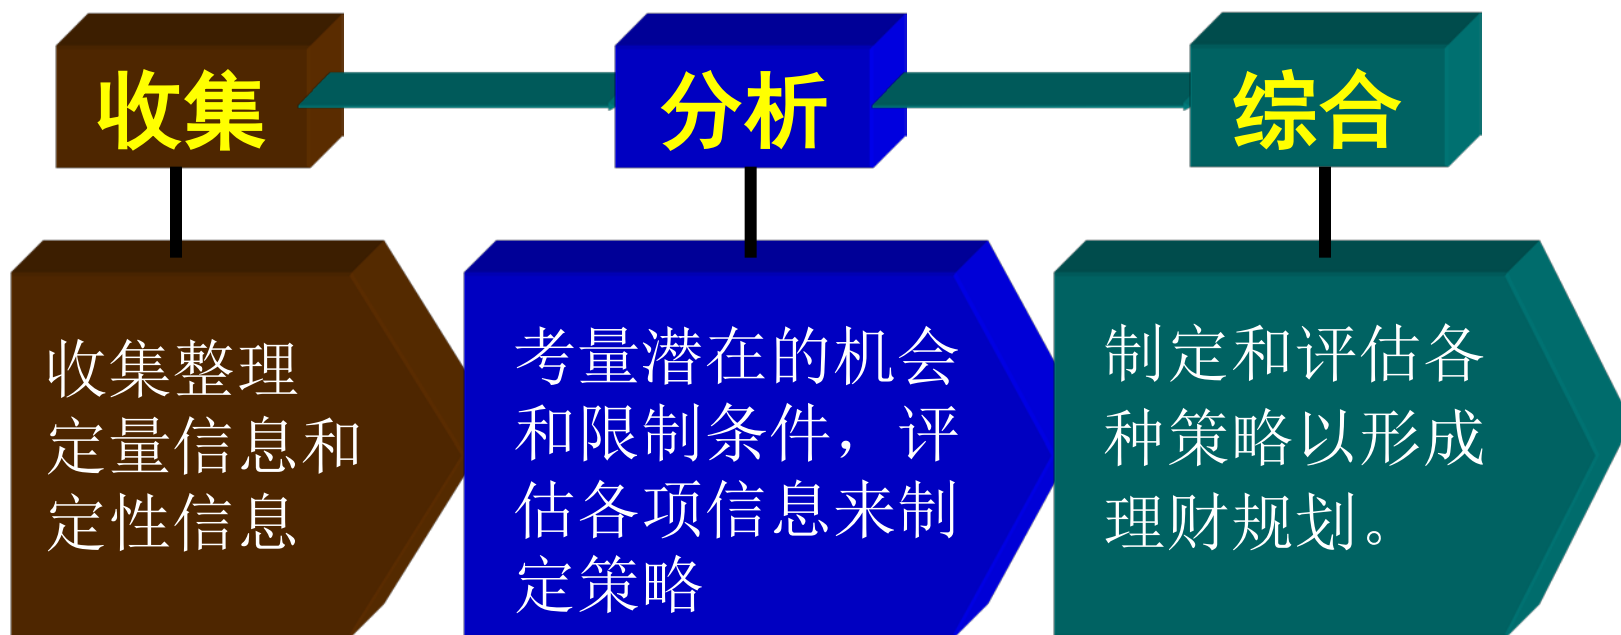 收集
分析
综合
收集整理
定量信息和
定性信息
考量潜在的机会
和限制条件，评
估各项信息来制
定策略
制定和评估各
种策略以形成
理财规划。